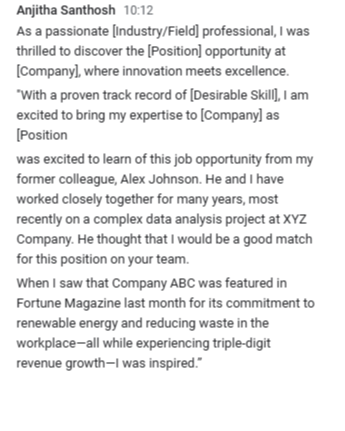 Anjitha Santhosh 10:12
As a passionate [Industry/Field] professional, I was
thrilled to discover the [Position] opportunity at
[Company], where innovation meets excellence.
"With a proven track record of [Desirable Skill], I am
excited to bring my expertise to [Company] as
[Position
was excited to learn of this job opportunity from my
former colleague, Alex Johnson. He and I have
worked closely together for many years, most
recently on a complex data analysis project at XYZ
Company. He thought that I would be a good match
for this position on your team.
When I saw that Company ABC was featured in
Fortune Magazine last month for its commitment to
renewable energy and reducing waste in the
workplace—all while experiencing triple-digit
revenue growth—I was inspired."